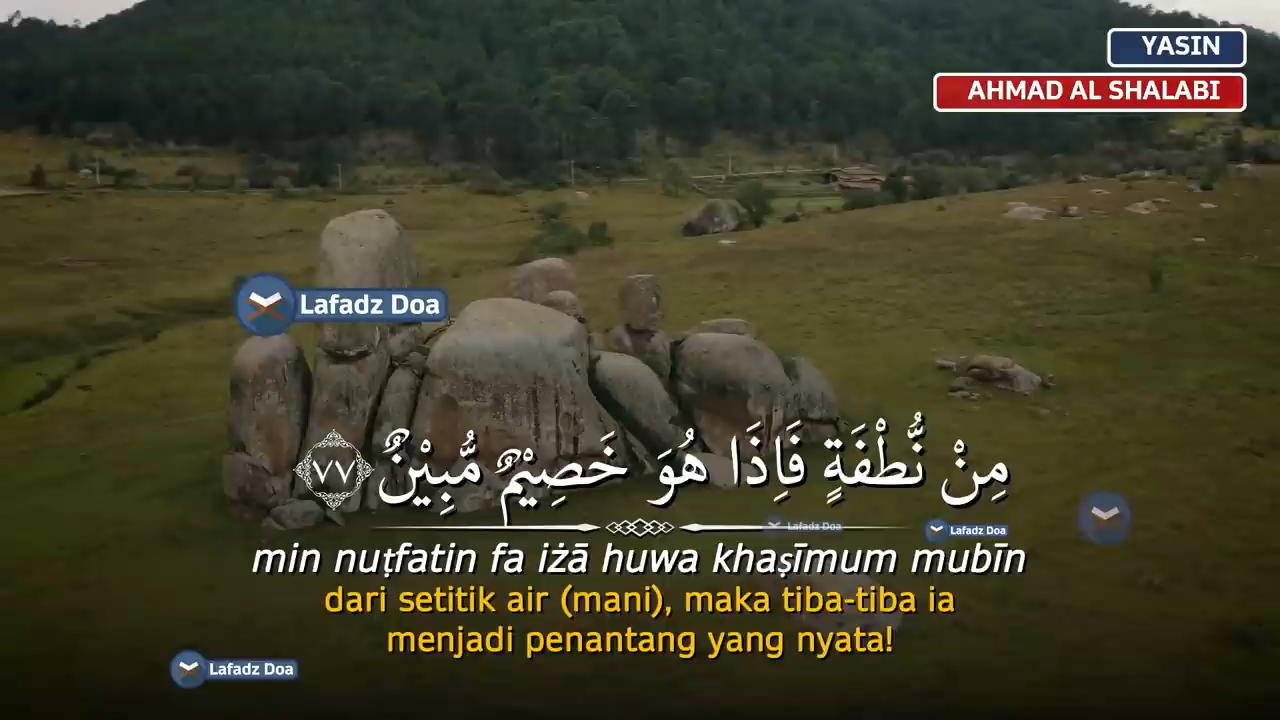 YASIN
AHMAD AL SHALABI
Lafadz Doa
مِنْ نُّطْفَةٍ فَاِذَا هُوَ خَصِيْمٌ مُّبِيْنٌ ٧٧
Lafadz Doa
Lafadz Doa
min nuṭfatin fa iżā huwa khaṣīmum mubīn
dari setitik air (mani), maka tiba-tiba ia
menjadi penantang yang nyata!
Lafadz Doa